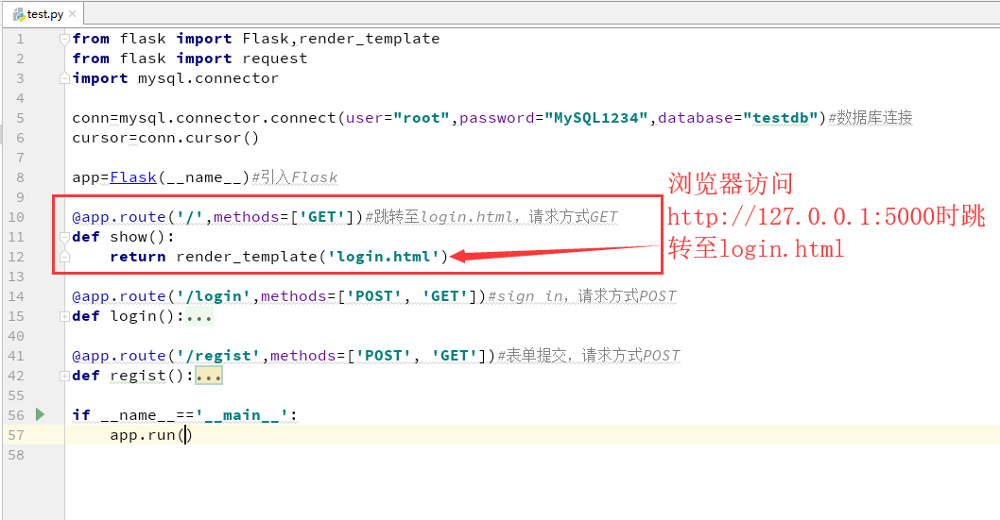 test.py
1 from flask import Flask,render_template
2 from flask import request
3 import mysql.connector
4
5 conn=mysql.connector.connect(user="root",password="MySQL1234",database="testdb")#数据库连接
6 cursor=conn.cursor()
7
8 app=Flask(__name__)#引入Flask
9
10 @app.route('/',methods=['GET'])#跳转至login.html，请求方式GET
11 def show():
12 return render_template('login.html')
13
14 @app.route('/login',methods=['POST', 'GET'])#sign in，请求方式POST
15 def login():...
40
41 @app.route('/regist',methods=['POST', 'GET'])#表单提交，请求方式POST
42 def regist():...
55
56 if __name__=='__main__':
57 app.run()
58
浏览器访问
http://127.0.0.1:5000时跳
转至login.html